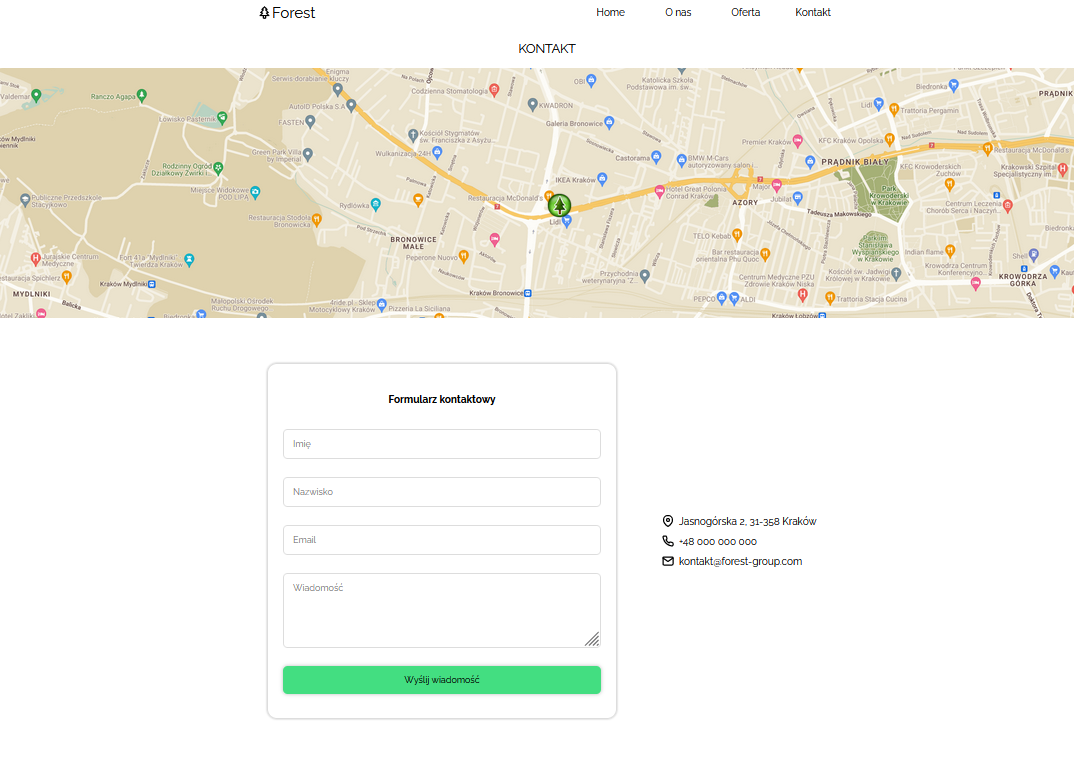 Forest
Home
O nas
Oferta
Kontakt
KONTAKT
Enigma
Serwis dorabianie kluczy
Na Polach
OBI
Katolicka Szkoła
Podstawowa im. św...
Biedronka
PRĄDNIK
Valdemar
Ranczo Agapa
Codzienna Stomatologia
AutoID Polska S.A
KWADRON
Lidl
Trattoria Pergamin
Łowisko Pasternik
FASTEN
Galeria Bronowice
Kościół Stygmatów
św. Franciszka z Asyżu...
Premier Kraków
KFC Kraków Opolska
Green Park Villa
by imperial
Wulkanizacja 24H
Castorama
BMW M-Cars
autoryzowany salon i...
PRĄDNIK BIAŁY
Restauracja McDonald's
Rodzinny Ogród
Działkowy Żwirki i...
KFC Krowoderskich
Zuchów
Krakowski Szpital
Specjalistyczny im.
IKEA Kraków
Major
Miejsce Widokowe
POD LIPĄ
Hotel Great Polonia
Conrad Kraków
Park
Krowoderski
w Krakowie
Publiczne Przedszkole
Stacyjkowo
Rydlówka
Restauracja McDonald's
AZORY
Jubilat
Centrum Leczenia
Chorób Serca i Naczyń...
Tadeusza Makowskiego
Restauracja Stodoła
Bronowicka
Lidl
BRONOWICE
MAŁE
TELO Kebab
Park im.
Stanisława
Wyspiańskiego
w Krakowie
Jurajskie Centrum
Medyczne
Fort 41a "Mydlniki"
Twierdza Kraków
Peperone Nuovo
Bar restauracja
orientalna Phu Quoc
Indian flame
Shell
Krowodrza Centrum
Konferencyjno
Restauracja Spichlerz
Kraków Mydlniki
Przychodnia
weterynaryjna "Z...
Centrum Medyczne PZU
Zdrowie Kraków Niska
Kościół św. Jadwigi
Królowej w Krakowie
KROWODRZA
GÓRKA
MYDLNIKI
Balicka
Małopolski Ośrodek
Ruchu Drogowego
4ride.pl - Sklep
Motocyklowy Kraków
Pizzeria La Siciliana
Kraków Bronowice
PEPCO
ALDI
Trattoria Stacja Cucina
Kraków Łobzów
Formularz kontaktowy
Imię
Nazwisko
Email
Wiadomość
Wyślij wiadomość
Jasnogórska 2, 31-358 Kraków
+48 000 000 000
kontakt@forest-group.com